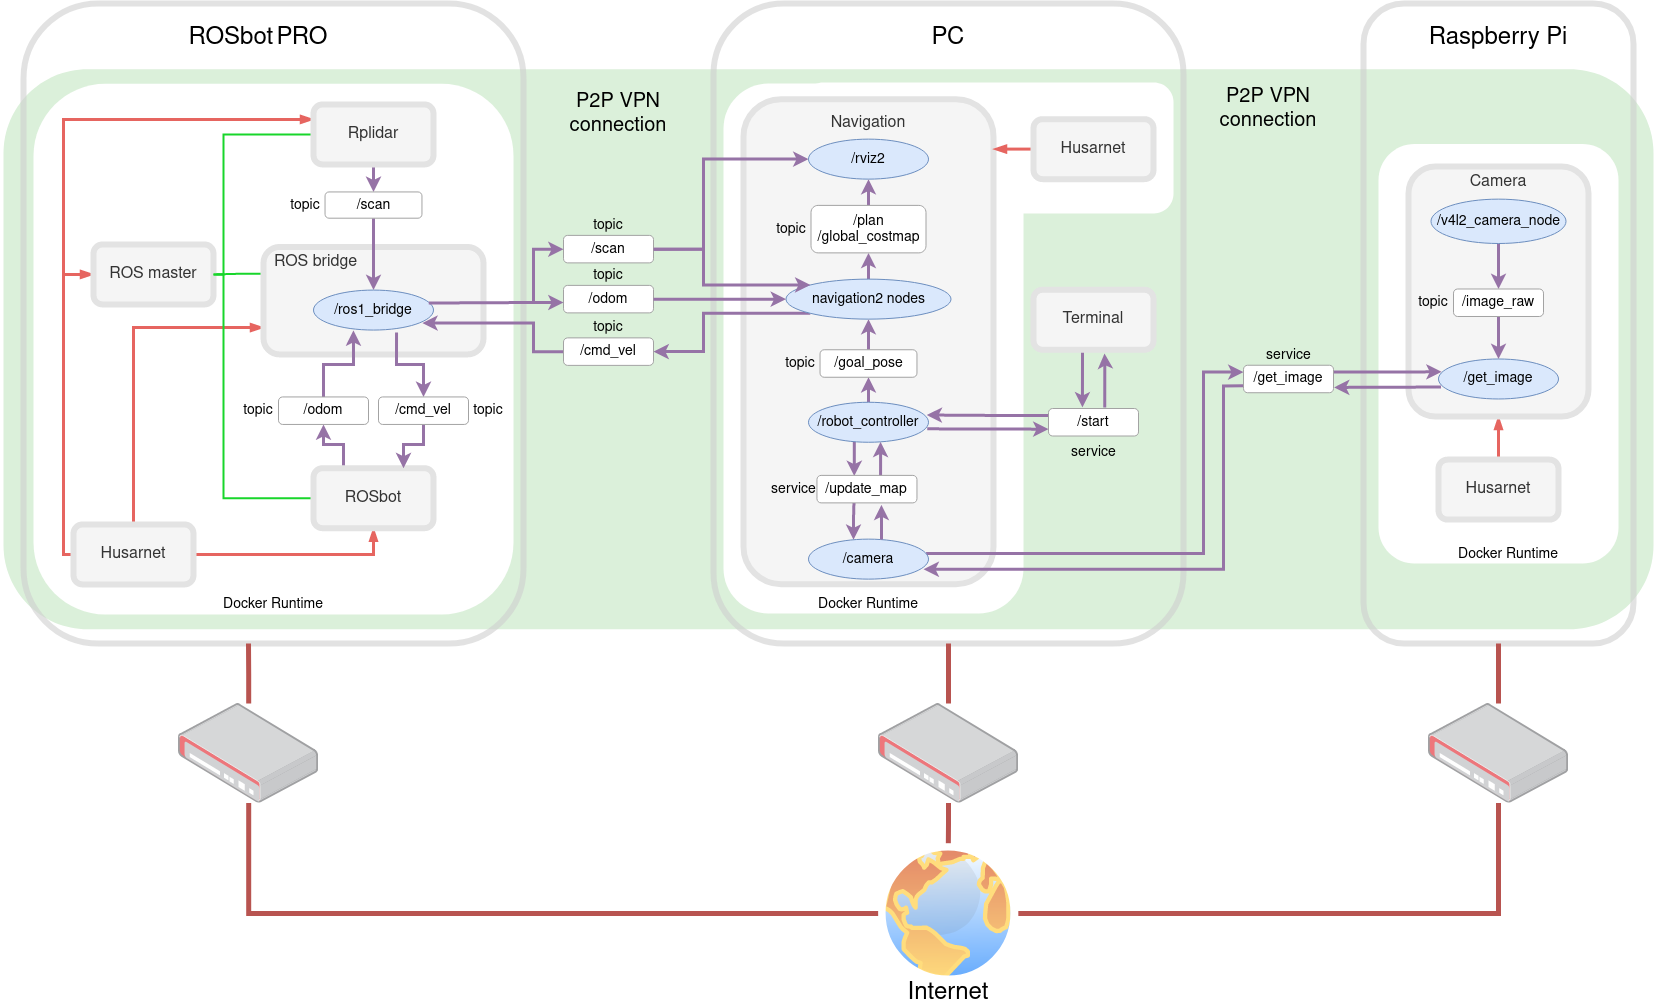 ROSbot PRO
PC
Raspberry Pi
P2P VPN
connection
P2P VPN
connection
Rplidar
topic
/scan
ROS master
ROS bridge
/ros1_bridge
topic
/odom
/cmd_vel
topic
ROSbot
Husarnet
Docker Runtime
topic
/scan
topic
/odom
topic
/cmd_vel
Navigation
/rviz2
topic
/plan
/global_costmap
navigation2 nodes
topic
/goal_pose
/robot_controller
service
/update_map
/camera
Docker Runtime
Husarnet
Terminal
/start
service
service
/get_image
Camera
/v4l2_camera_node
topic
/image_raw
/get_image
Husarnet
Docker Runtime
Internet